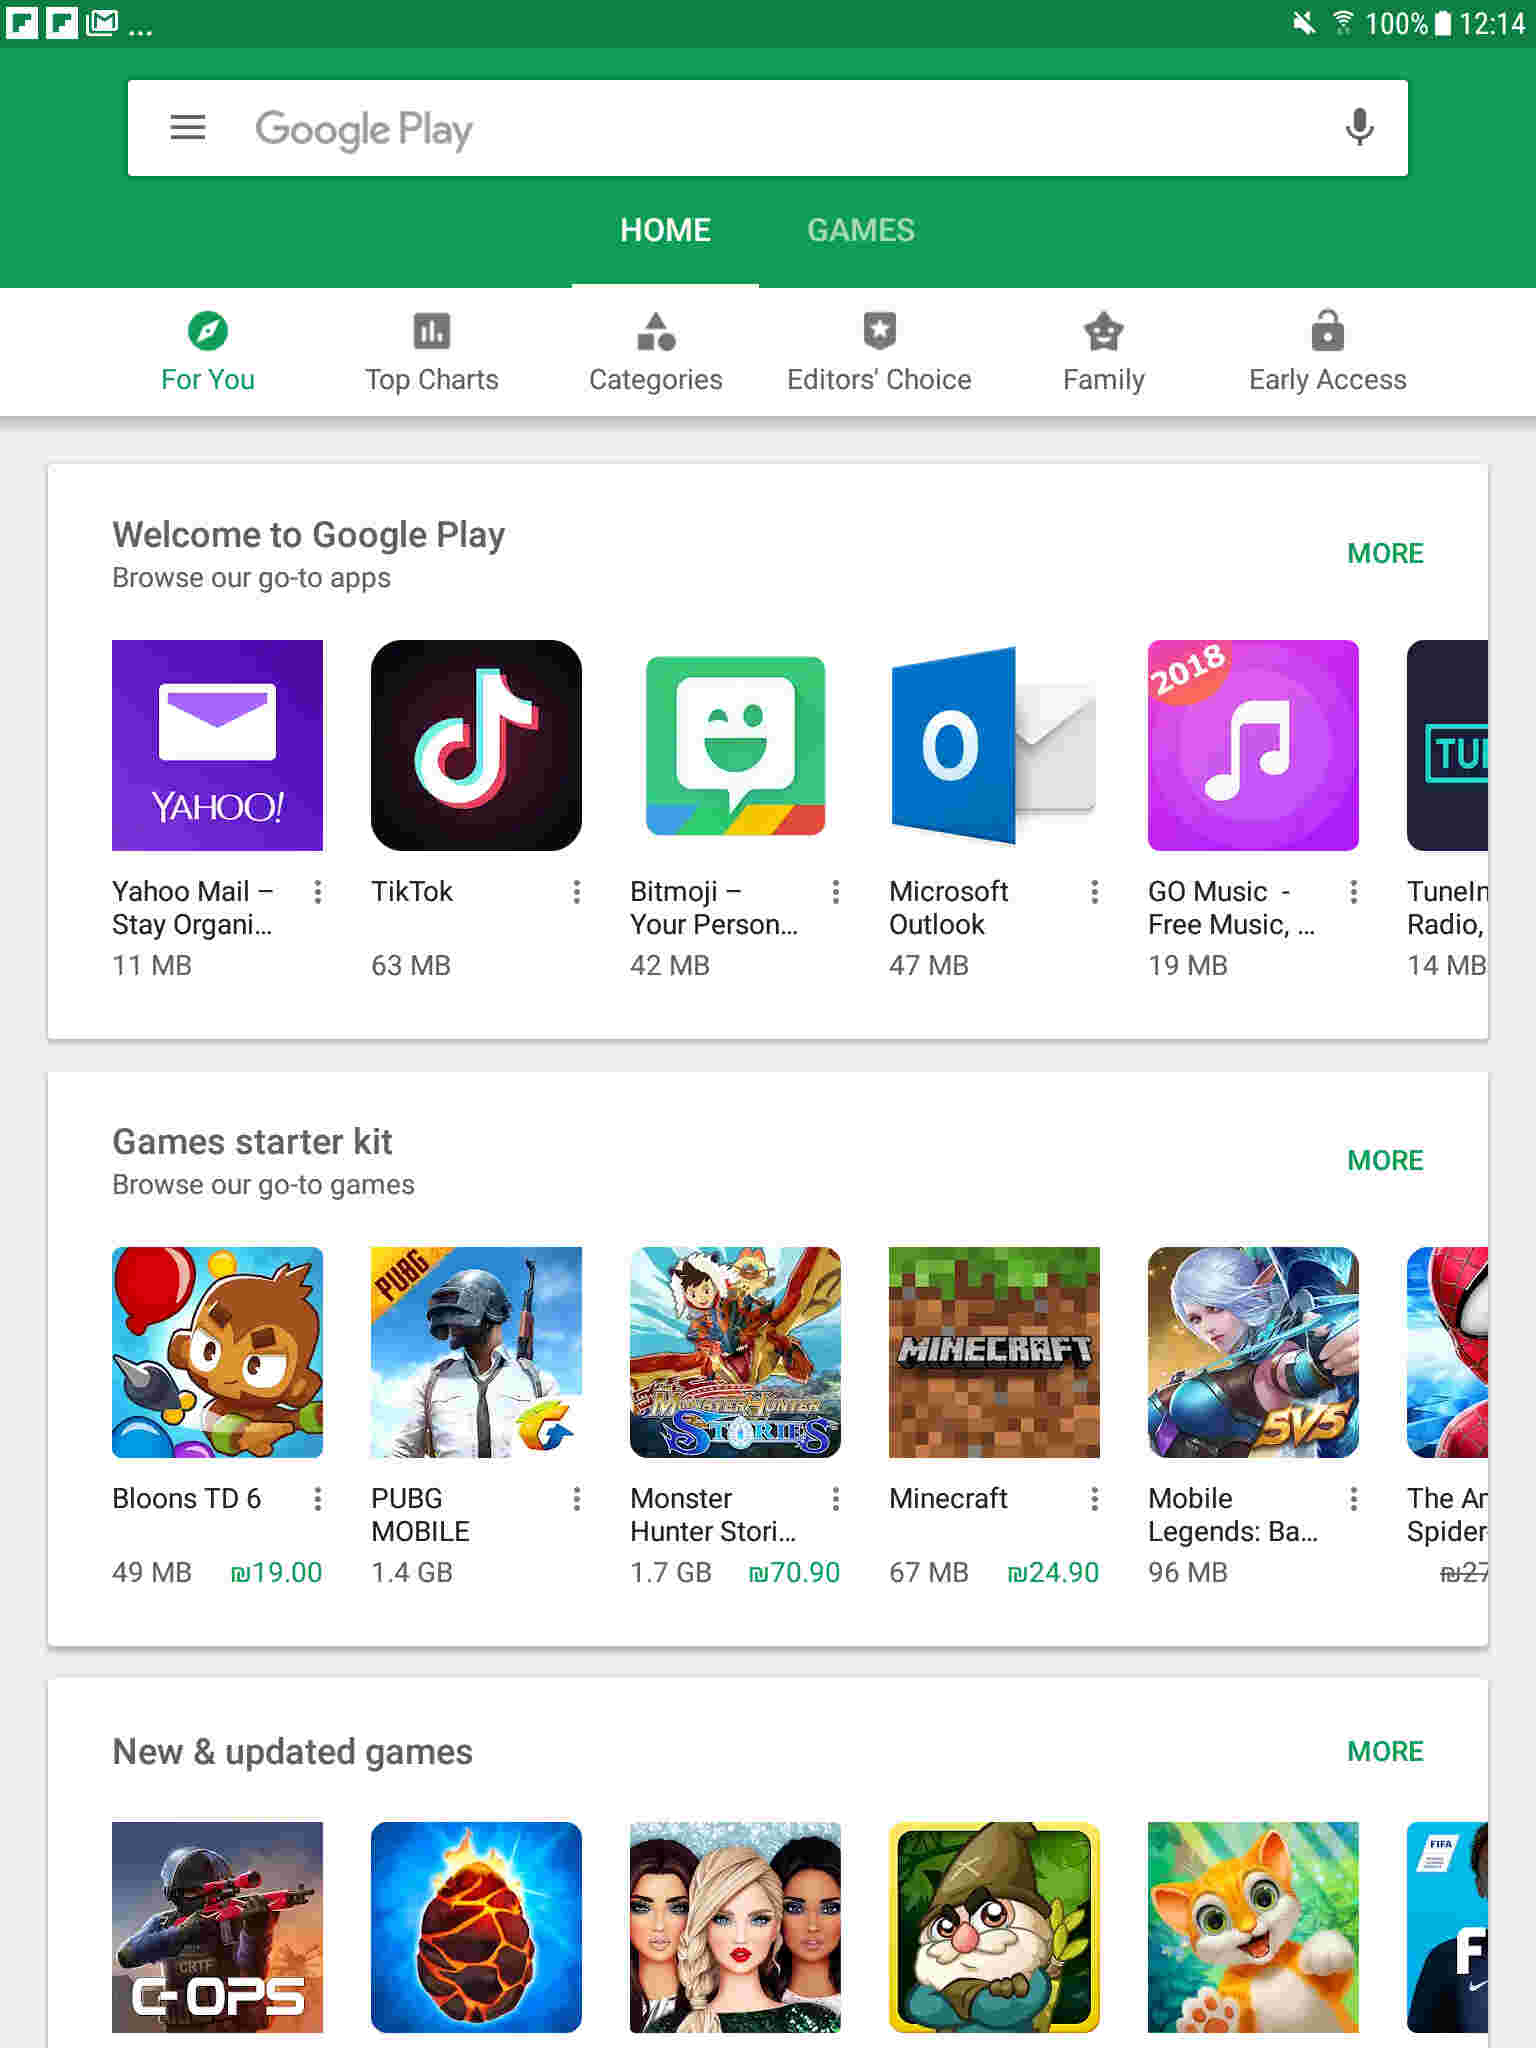 ... 100% 12:14
Google Play
HOME GAMES
For You Top Charts Categories Editors' Choice Family Early Access
Welcome to Google Play
Browse our go-to apps
MORE
YAHOO!
O
2018
TUI
Yahoo Mail –
Stay Organi...
11 MB
TikTok
63 MB
Bitmoji –
Your Person...
42 MB
Microsoft
Outlook
47 MB
GO Music -
Free Music, ...
19 MB
TuneIn
Radio,
14 MB
Games starter kit
Browse our go-to games
MORE
PUBG
MONSTER HUNTER
STORIES
MINECRAFT
5V5
Bloons TD 6
49 MB ₪19.00
PUBG
MOBILE
1.4 GB
Monster
Hunter Stori...
1.7 GB ₪70.90
Minecraft
67 MB ₪24.90
Mobile
Legends: Ba...
96 MB
The Am
Spider-
₪27
New & updated games
MORE
CBTF
C-OPS
FIFA
F